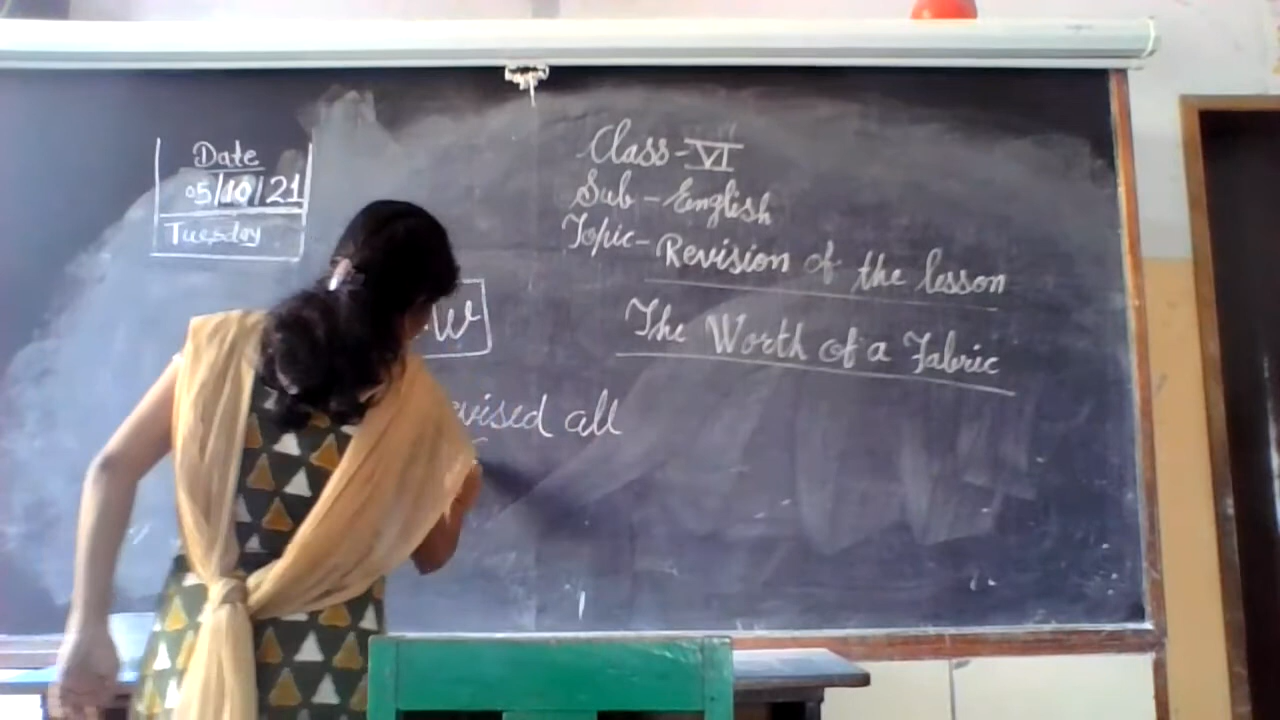 Date
05/10/21
Tuesday
Class-VI
Sub-English
Topic-Revision of the lesson
The Worth of a Fabric
W
evised all